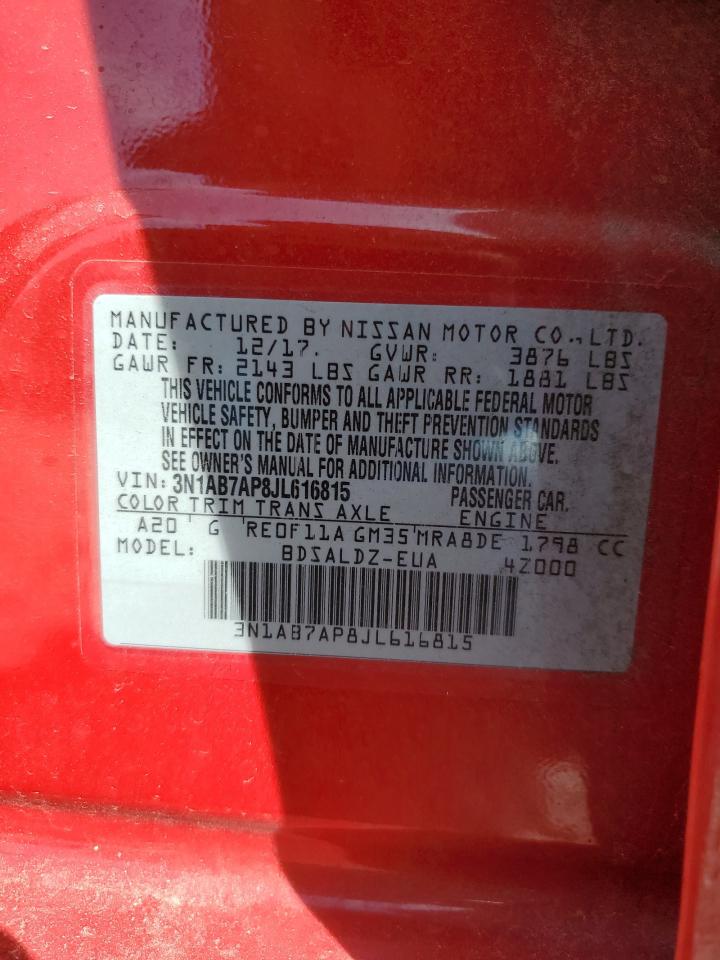 MANUFACTURED BY NISSAN MOTOR CO.,LTD.
DATE: 12/17. GVWR: 3876 LBS
GAWR FR: 2143 LBS GAWR RR: 1881 LBS
THIS VEHICLE CONFORMS TO ALL APPLICABLE FEDERAL MOTOR
VEHICLE SAFETY, BUMPER AND THEFT PREVENTION STANDARDS
IN EFFECT ON THE DATE OF MANUFACTURE SHOWN ABOVE.
SEE OWNER'S MANUAL FOR ADDITIONAL INFORMATION.
VIN: 3N1AB7AP8JL616815 PASSENGER CAR.
COLOR TRIM TRANS AXLE ENGINE
A20 G RE0F11A GM35 MRA8DE 1798 CC
MODEL: BDSALDZ-EUA 4Z000
3N1AB7AP8JL616815